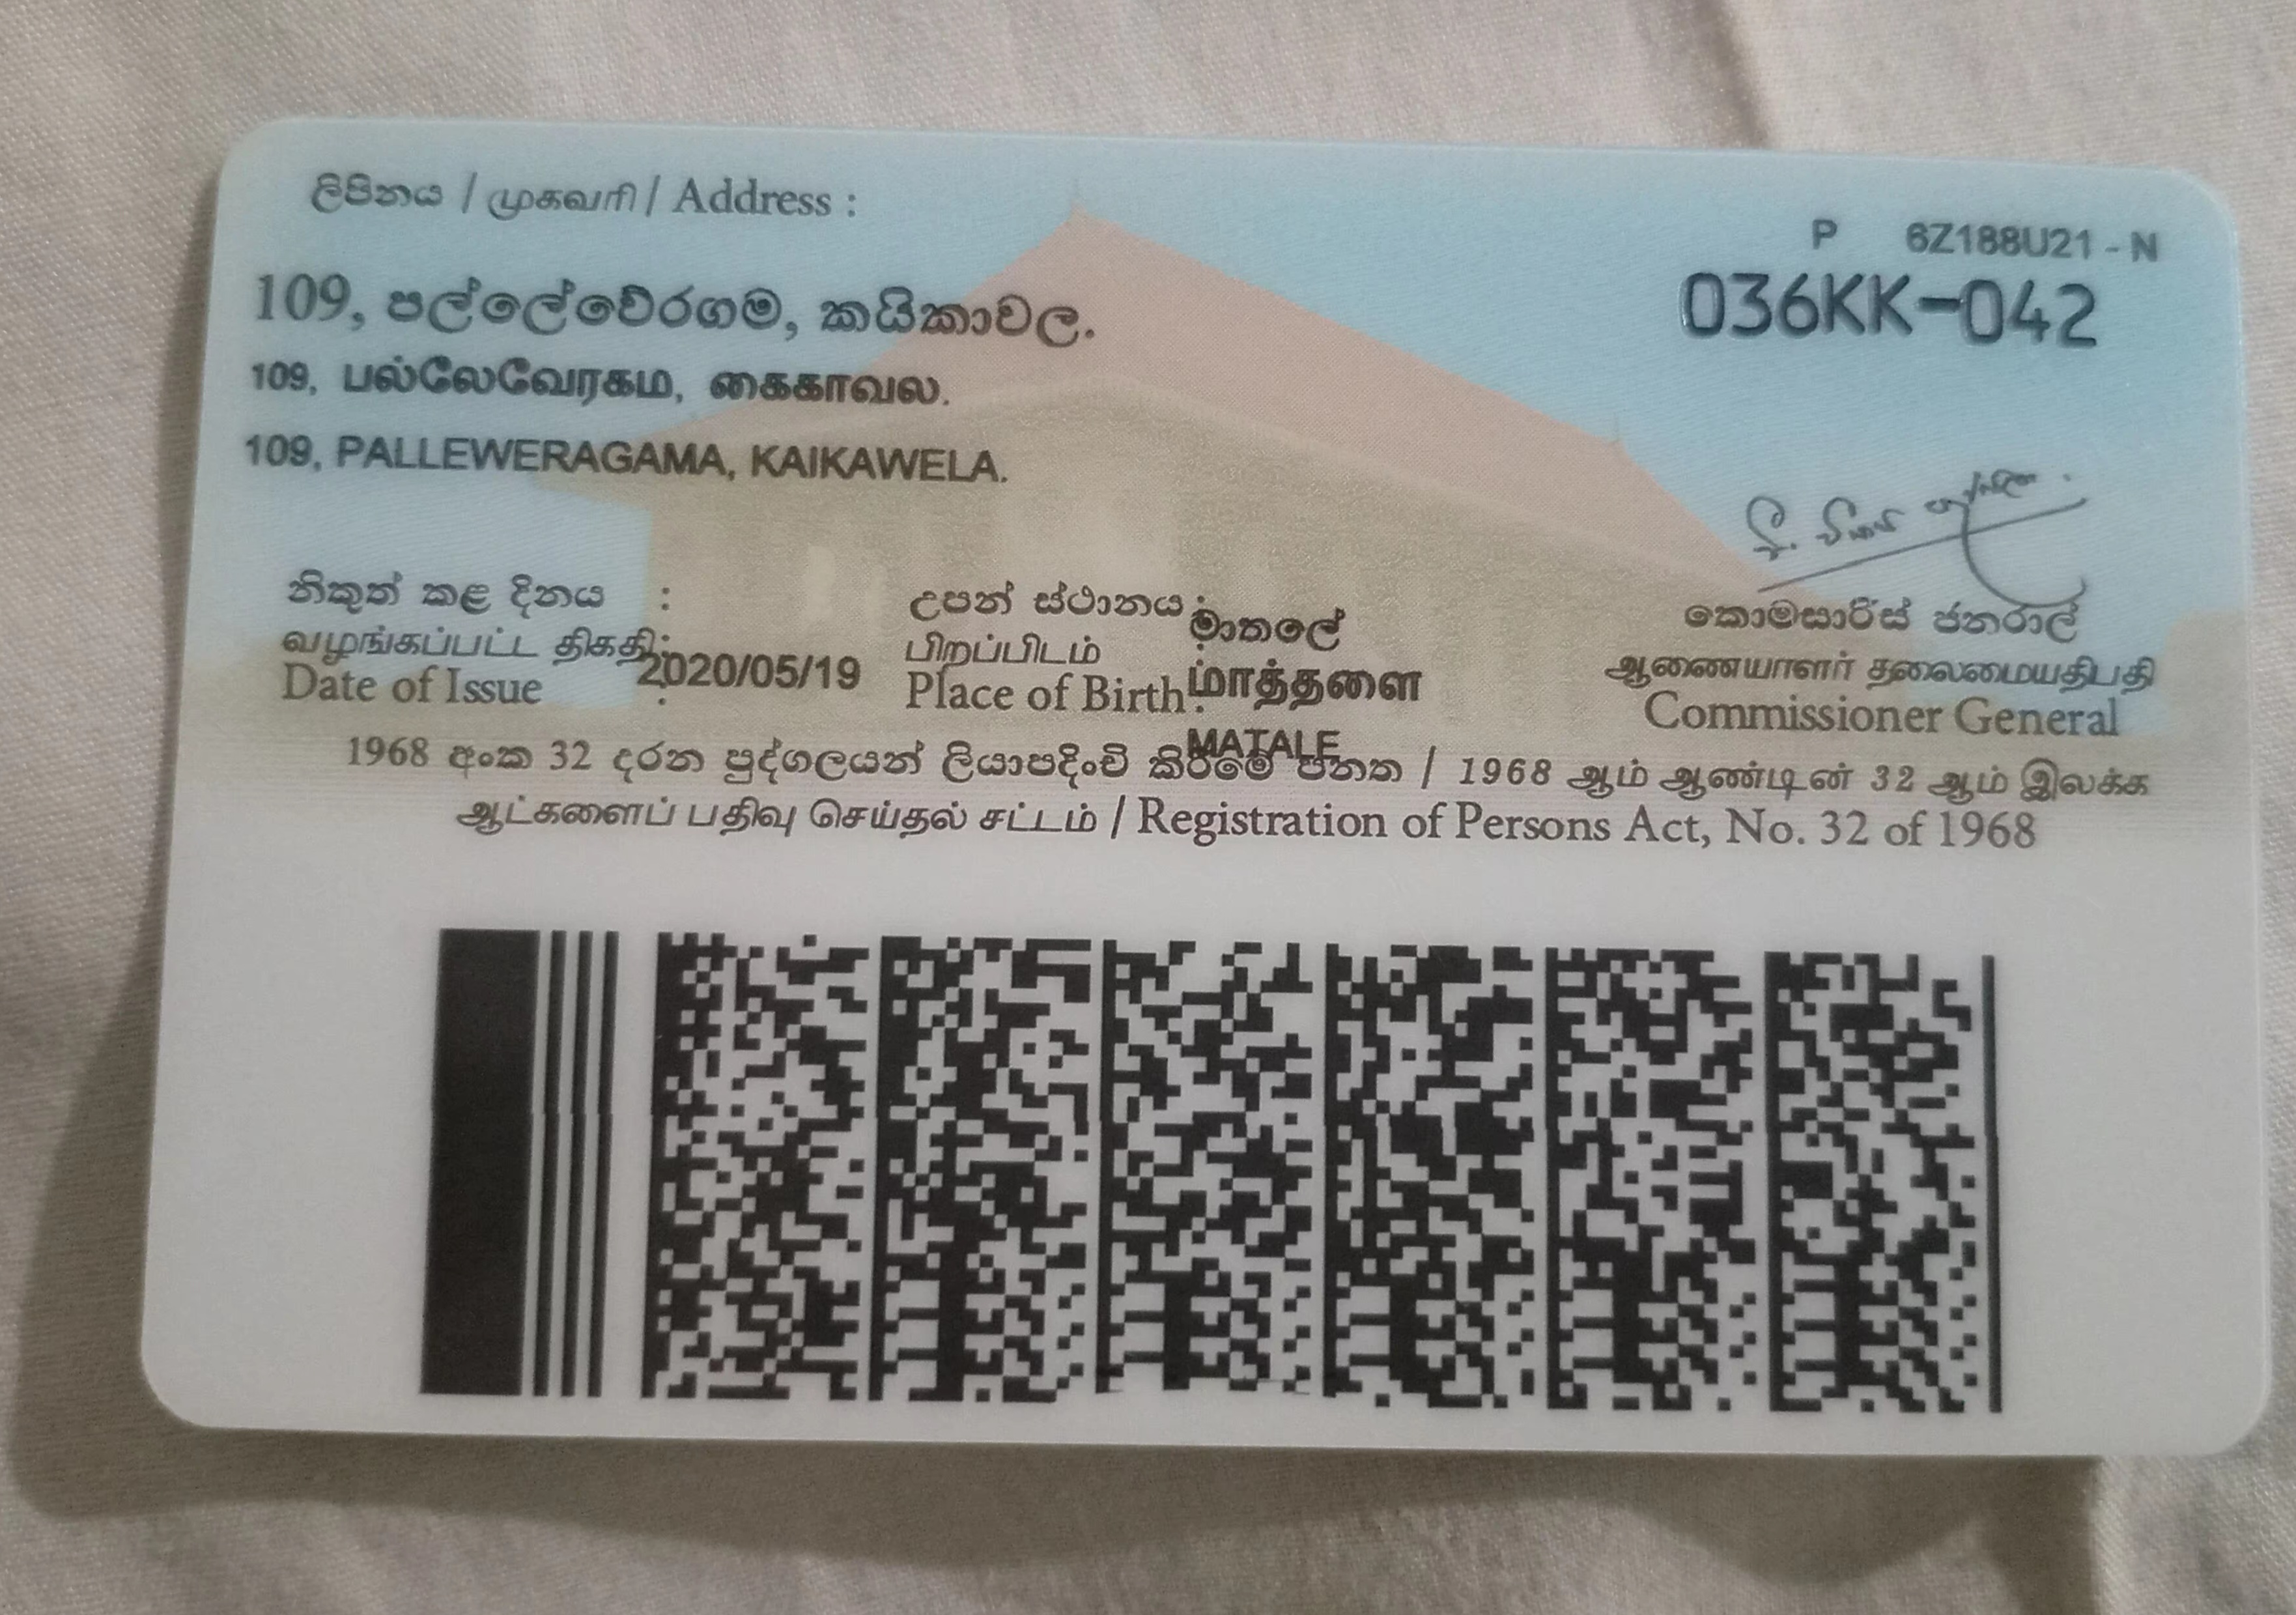 ලිපිනය / முகவரி / Address :
P 6Z188U21 - N
036KK-042
109, පල්ලේවේරගම, කයිකාවල.
109, பல்லேவேரகம, கைகாவல.
109, PALLEWERAGAMA, KAIKAWELA.
නිකුත් කළ දිනය :
வழங்கப்பட்ட திகதி :
Date of Issue : 2020/05/19
උපන් ස්ථානය : මාතලේ
பிறப்பிடம் : மாத்தளை
Place of Birth : MATALE
කොමසාරිස් ජනරාල්
ஆணையாளர் தலைமையதிபதி
Commissioner General
1968 අංක 32 දරන පුද්ගලයන් ලියාපදිංචි කිරීමේ පනත / 1968 ஆம் ஆண்டின் 32 ஆம் இலக்க
ஆட்களைப் பதிவு செய்தல் சட்டம் / Registration of Persons Act, No. 32 of 1968